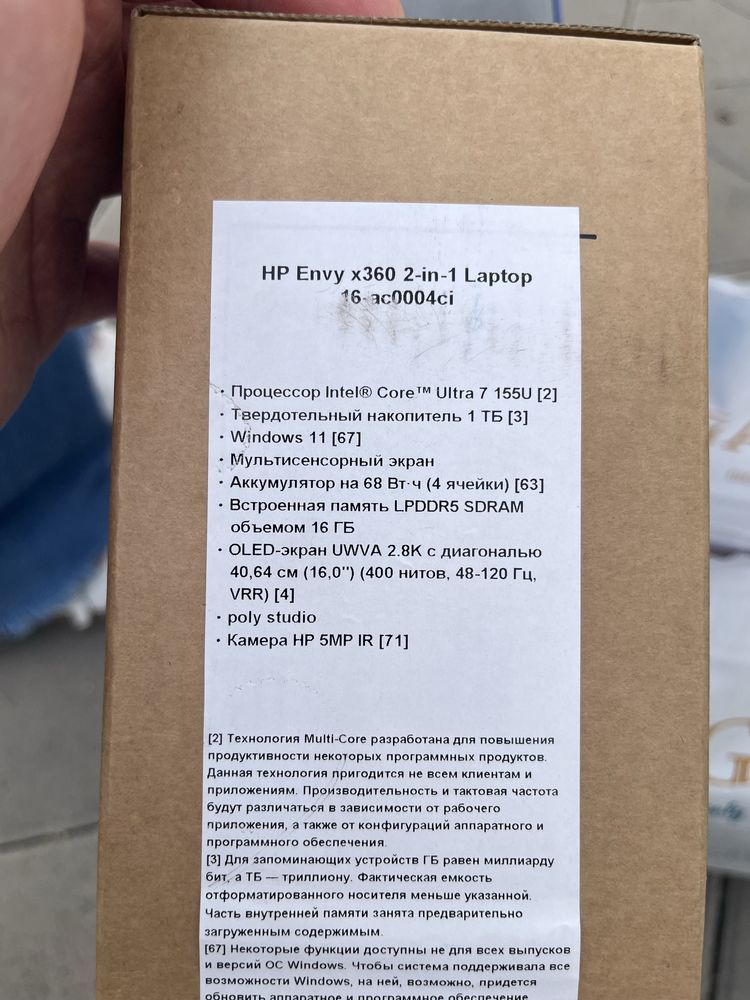 HP Envy x360 2-in-1 Laptop
16-ac0004ci
· Процессор Intel® Core™ Ultra 7 155U [2]
· Твердотельный накопитель 1 ТБ [3]
· Windows 11 [67]
· Мультисенсорный экран
· Аккумулятор на 68 Вт·ч (4 ячейки) [63]
· Встроенная память LPDDR5 SDRAM
объемом 16 ГБ
· OLED-экран UWVA 2.8K с диагональю
40,64 см (16,0") (400 нитов, 48-120 Гц,
VRR) [4]
· poly studio
· Камера HP 5MP IR [71]
[2] Технология Multi-Core разработана для повышения
продуктивности некоторых программных продуктов.
Данная технология пригодится не всем клиентам и
приложениям. Производительность и тактовая частота
будут различаться в зависимости от рабочего
приложения, а также от конфигураций аппаратного и
программного обеспечения.
[3] Для запоминающих устройств ГБ равен миллиарду
бит, а ТБ — триллиону. Фактическая емкость
отформатированного носителя меньше указанной.
Часть внутренней памяти занята предварительно
загруженным содержимым.
[67] Некоторые функции доступны не для всех выпусков
и версий ОС Windows. Чтобы система поддерживала все
возможности Windows, на ней, возможно, придется
обновить аппаратное и программное обеспечение